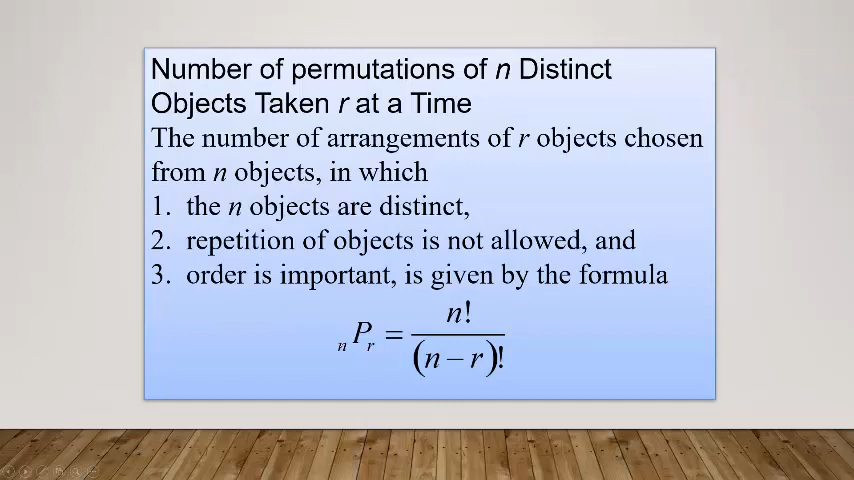 Number of permutations of n Distinct
Objects Taken r at a Time
The number of arrangements of r objects chosen
from n objects, in which
1. the n objects are distinct,
2. repetition of objects is not allowed, and
3. order is important, is given by the formula
nPr = n! / (n – r)!